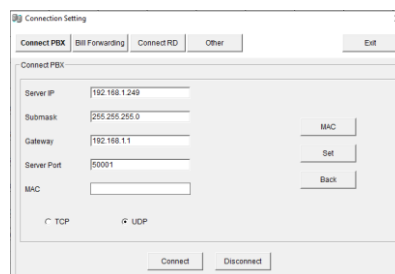 Connection Setting
Connect PBX Bill Forwarding Connect RD Other Exit
Connect PBX
Server IP 192.168.1.249
Submask 255.255.255.0
MAC
Gateway 192.168.1.1
Set
Server Port 50001
Back
MAC
TCP UDP
Connect Disconnect